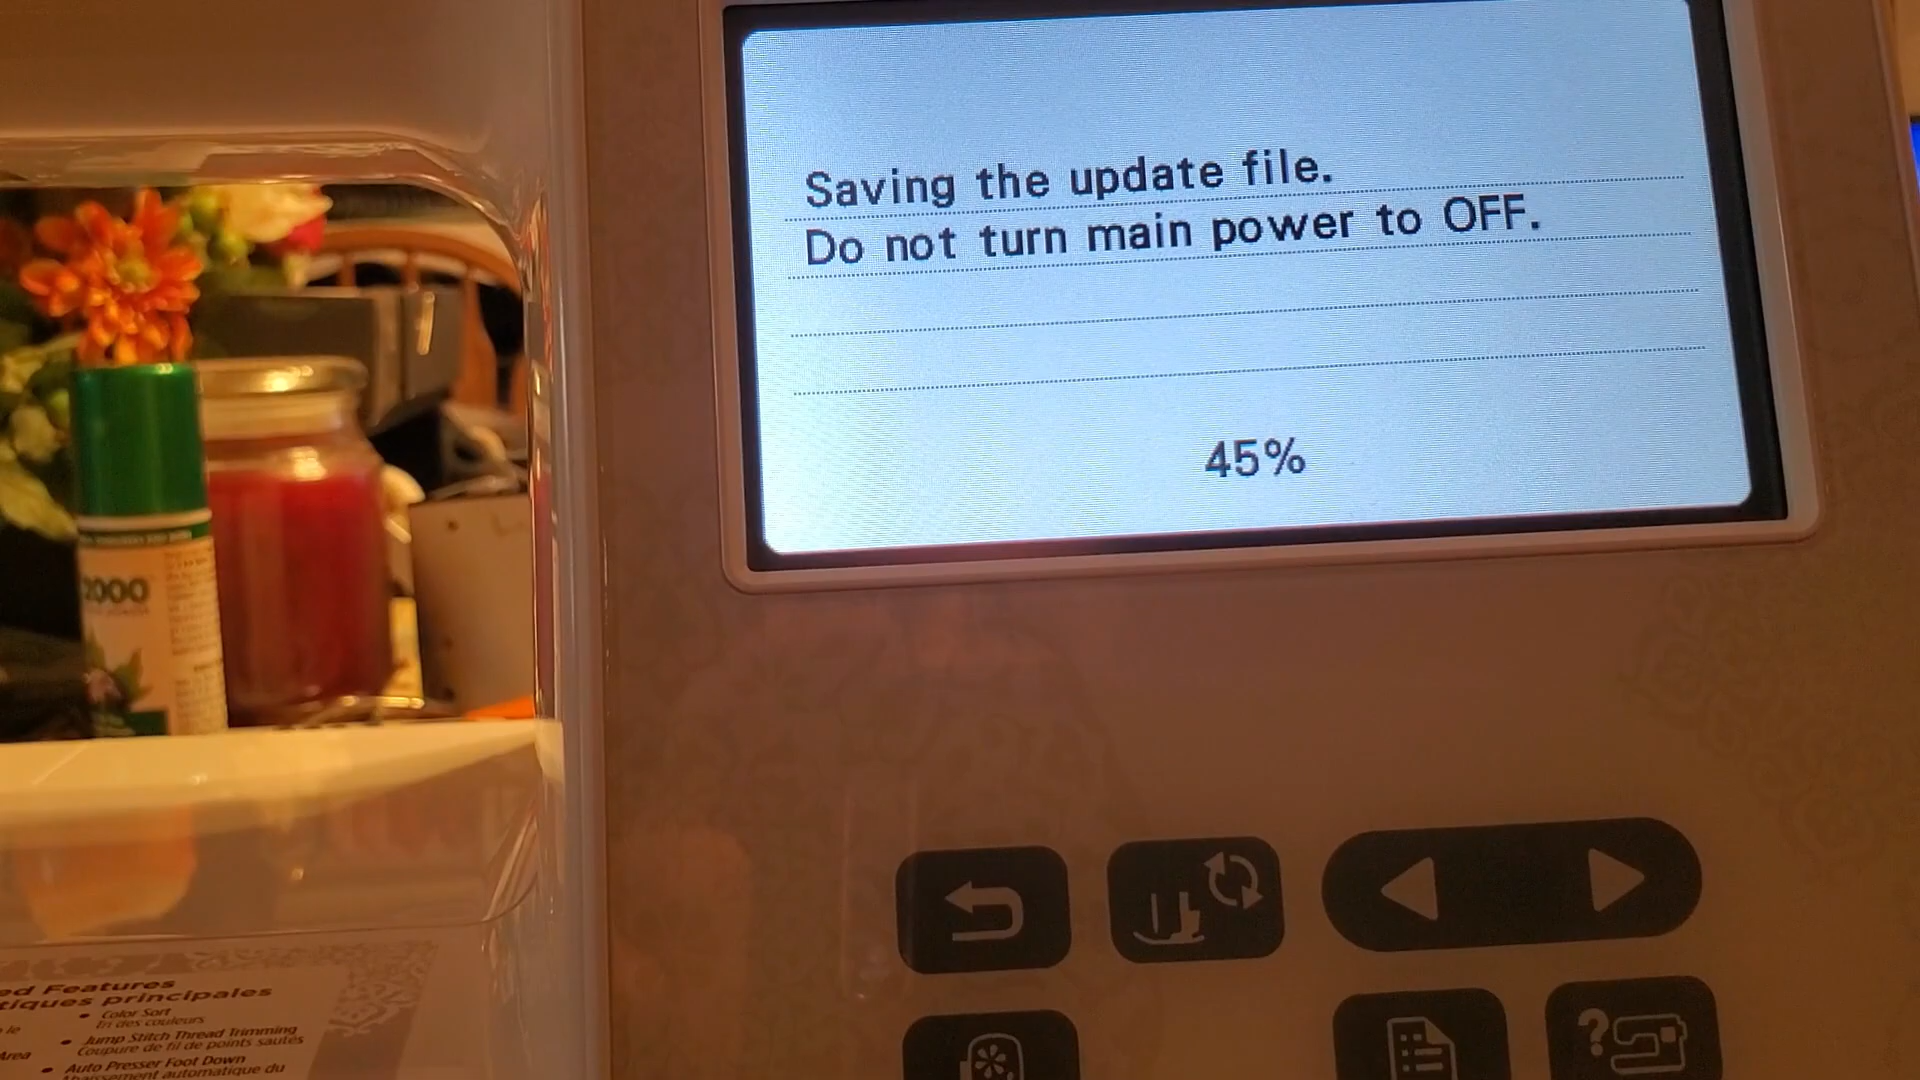 Saving the update file.
Do not turn main power to OFF.
45%
2000
ed Features
tiques principales
Color Sort
Tri des couleurs
Jump Stitch Thread Trimming
Coupure de fil de points sautés
Area
Auto Presser Foot Down
Abaissement automatique du
?